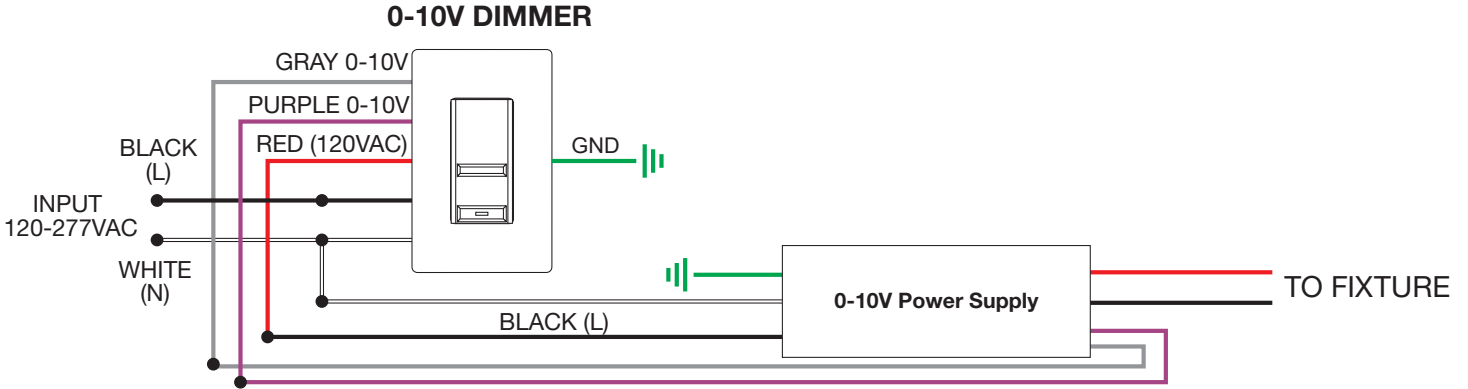 0-10V DIMMER
GRAY 0-10V
PURPLE 0-10V
RED (120VAC)
BLACK
(L)
GND
INPUT
120-277VAC
WHITE
(N)
0-10V Power Supply
TO FIXTURE
BLACK (L)